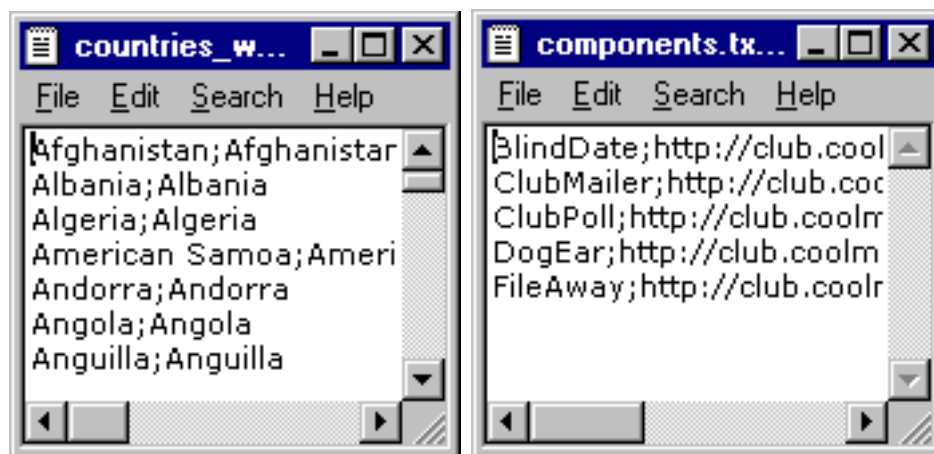 countries_w...
File Edit Search Help
Afghanistan;Afghanistan
Albania;Albania
Algeria;Algeria
American Samoa;Ameri
Andorra;Andorra
Angola;Angola
Anguilla;Anguilla
components.tx...
File Edit Search Help
BlindDate;http://club.cool
ClubMailer;http://club.coo
ClubPoll;http://club.coolm
DogEar;http://club.coolm
FileAway;http://club.coolr